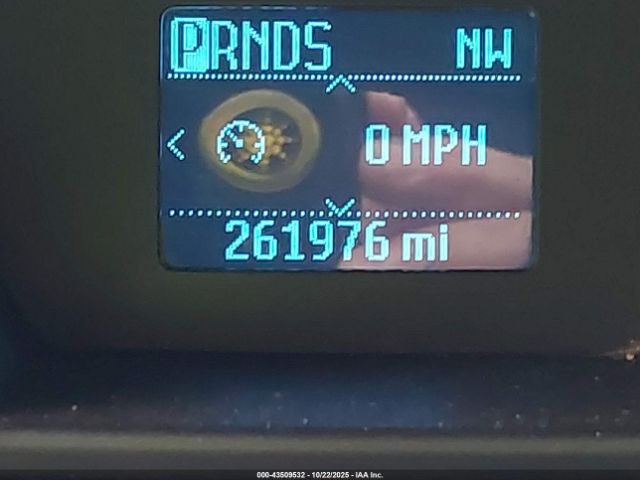 PRNDS NW
0 MPH
261976 mi
000-43509532 - 10/22/2025 - IAA Inc.